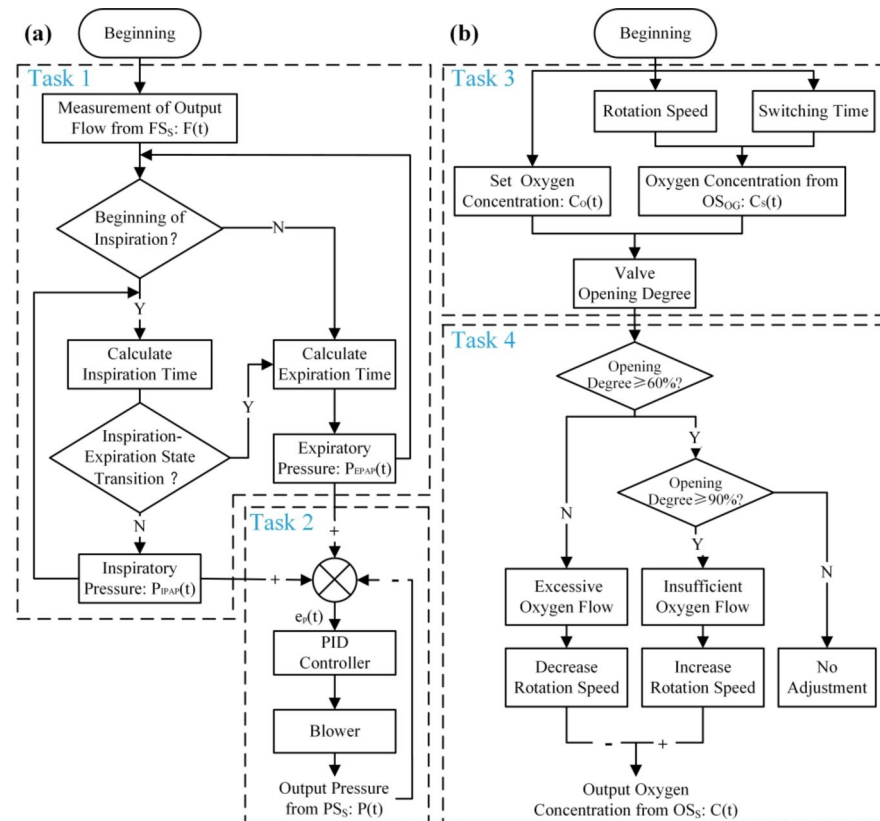 (a)
Beginning
Task 1
Measurement of Output
Flow from FSS: F(t)
Beginning of
Inspiration?
N
Y
Calculate
Inspiration Time
Calculate
Expiration Time
Y
Inspiration-
Expiration State
Transition ?
Expiratory
Pressure: PEPAP(t)
N
Inspiratory
Pressure: PIPAP(t)
Task 2
+
+
-
eP(t)
PID
Controller
Blower
Output Pressure
from PSS: P(t)
(b)
Beginning
Task 3
Rotation Speed
Switching Time
Set Oxygen
Concentration: CO(t)
Oxygen Concentration from
OSOG: CS(t)
Valve
Opening Degree
Task 4
Opening
Degree≥60%?
Y
N
Opening
Degree≥90%?
Y
N
Excessive
Oxygen Flow
Insufficient
Oxygen Flow
Decrease
Rotation Speed
Increase
Rotation Speed
No
Adjustment
- +
Output Oxygen
Concentration from OSS: C(t)